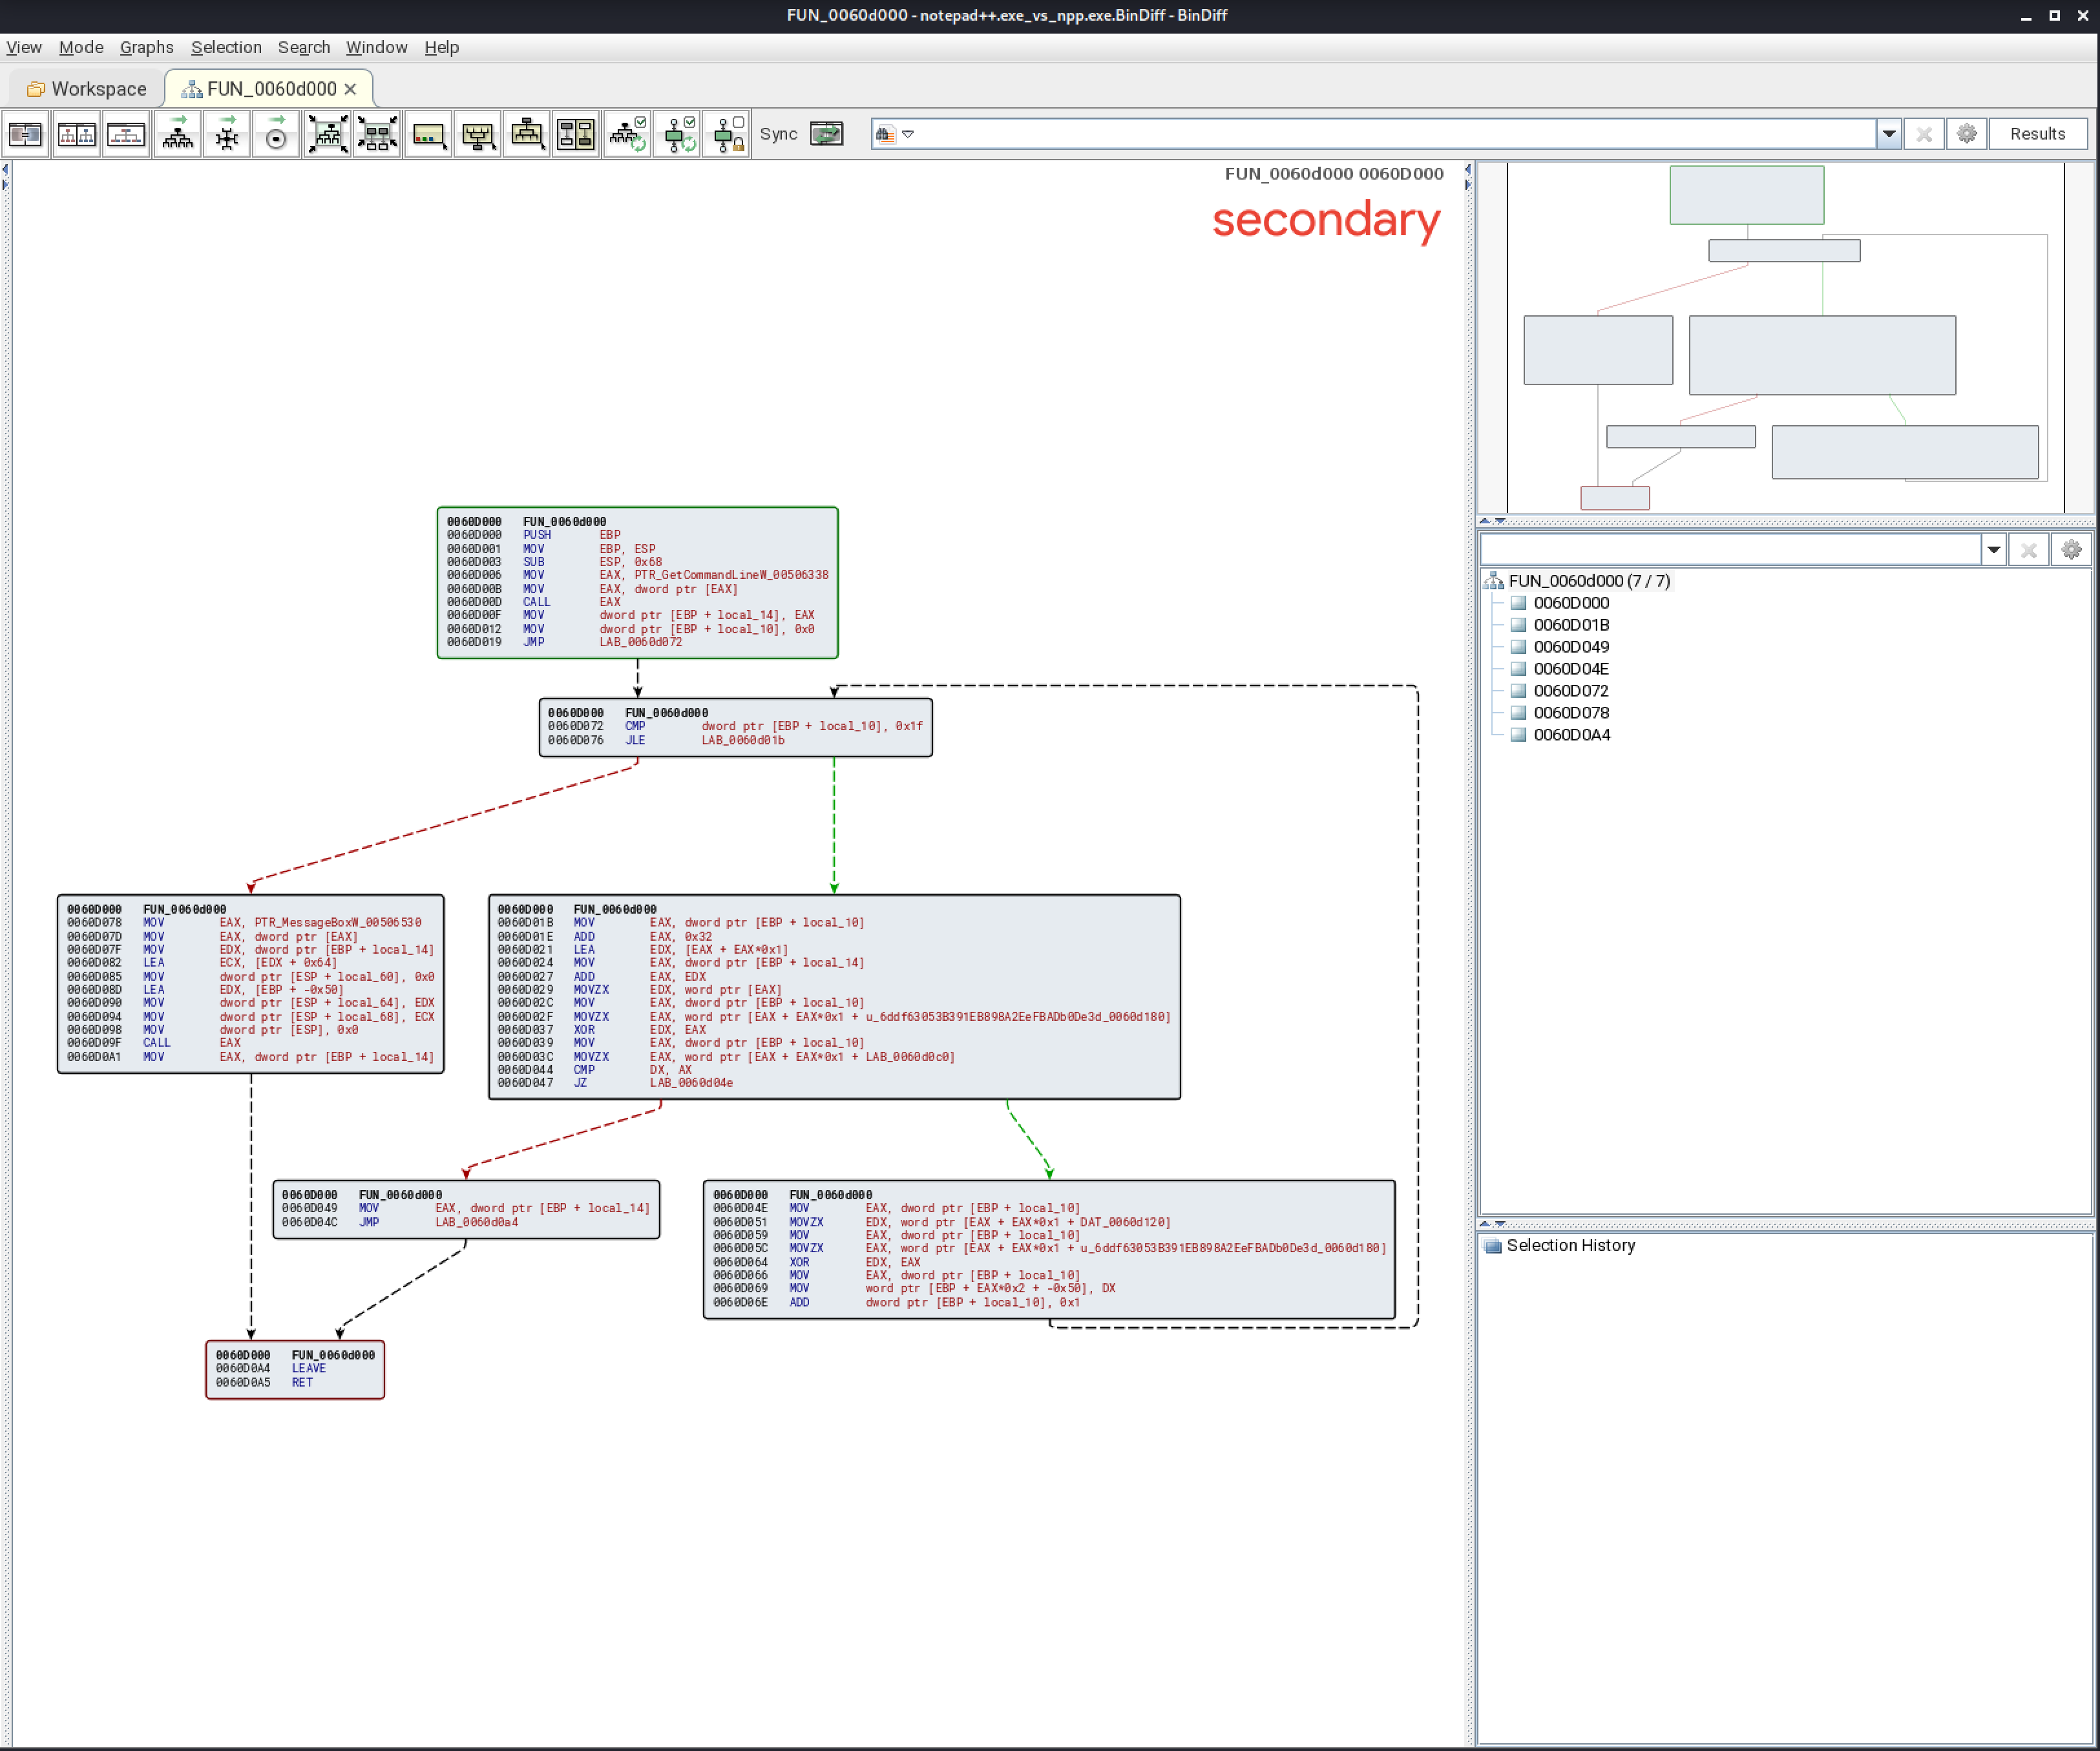 FUN_0060d000 - notepad++.exe_vs_npp.exe.BinDiff - BinDiff
View Mode Graphs Selection Search Window Help
Workspace FUN_0060d000
Sync Results
FUN_0060d000 0060D000
secondary
0060D000 FUN_0060d000
0060D000 PUSH EBP
0060D001 MOV EBP, ESP
0060D003 SUB ESP, 0x68
0060D006 MOV EAX, PTR_GetCommandLineW_00506338
0060D00B MOV EAX, dword ptr [EAX]
0060D00D CALL EAX
0060D00F MOV dword ptr [EBP + local_14], EAX
0060D012 MOV dword ptr [EBP + local_10], 0x0
0060D019 JMP LAB_0060d072
0060D000 FUN_0060d000
0060D072 CMP dword ptr [EBP + local_10], 0x1f
0060D076 JLE LAB_0060d01b
0060D000 FUN_0060d000
0060D078 MOV EAX, PTR_MessageBoxW_00506530
0060D07D MOV EAX, dword ptr [EAX]
0060D07F MOV EDX, dword ptr [EBP + local_14]
0060D082 LEA ECX, [EDX + 0x64]
0060D085 MOV dword ptr [ESP + local_60], 0x0
0060D08D LEA EDX, [EBP + -0x50]
0060D090 MOV dword ptr [ESP + local_64], EDX
0060D094 MOV dword ptr [ESP + local_68], ECX
0060D098 MOV dword ptr [ESP], 0x0
0060D09F CALL EAX
0060D0A1 MOV EAX, dword ptr [EBP + local_14]
0060D000 FUN_0060d000
0060D01B MOV EAX, dword ptr [EBP + local_10]
0060D01E ADD EAX, 0x32
0060D021 LEA EDX, [EAX + EAX*0x1]
0060D024 MOV EAX, dword ptr [EBP + local_14]
0060D027 ADD EAX, EDX
0060D029 MOVZX EDX, word ptr [EAX]
0060D02C MOV EAX, dword ptr [EBP + local_10]
0060D02F MOVZX EAX, word ptr [EAX + EAX*0x1 + u_6ddf63053B391EB898A2EeFBADb0De3d_0060d180]
0060D037 XOR EDX, EAX
0060D039 MOV EAX, dword ptr [EBP + local_10]
0060D03C MOVZX EAX, word ptr [EAX + EAX*0x1 + LAB_0060d0c0]
0060D044 CMP DX, AX
0060D047 JZ LAB_0060d04e
0060D000 FUN_0060d000
0060D049 MOV EAX, dword ptr [EBP + local_14]
0060D04C JMP LAB_0060d0a4
0060D000 FUN_0060d000
0060D04E MOV EAX, dword ptr [EBP + local_10]
0060D051 MOVZX EDX, word ptr [EAX + EAX*0x1 + DAT_0060d120]
0060D059 MOV EAX, dword ptr [EBP + local_10]
0060D05C MOVZX EAX, word ptr [EAX + EAX*0x1 + u_6ddf63053B391EB898A2EeFBADb0De3d_0060d180]
0060D064 XOR EDX, EAX
0060D066 MOV EAX, dword ptr [EBP + local_10]
0060D069 MOV word ptr [EBP + EAX*0x2 + -0x50], DX
0060D06E ADD dword ptr [EBP + local_10], 0x1
0060D000 FUN_0060d000
0060D0A4 LEAVE
0060D0A5 RET
FUN_0060d000 (7 / 7)
0060D000
0060D01B
0060D049
0060D04E
0060D072
0060D078
0060D0A4
Selection History